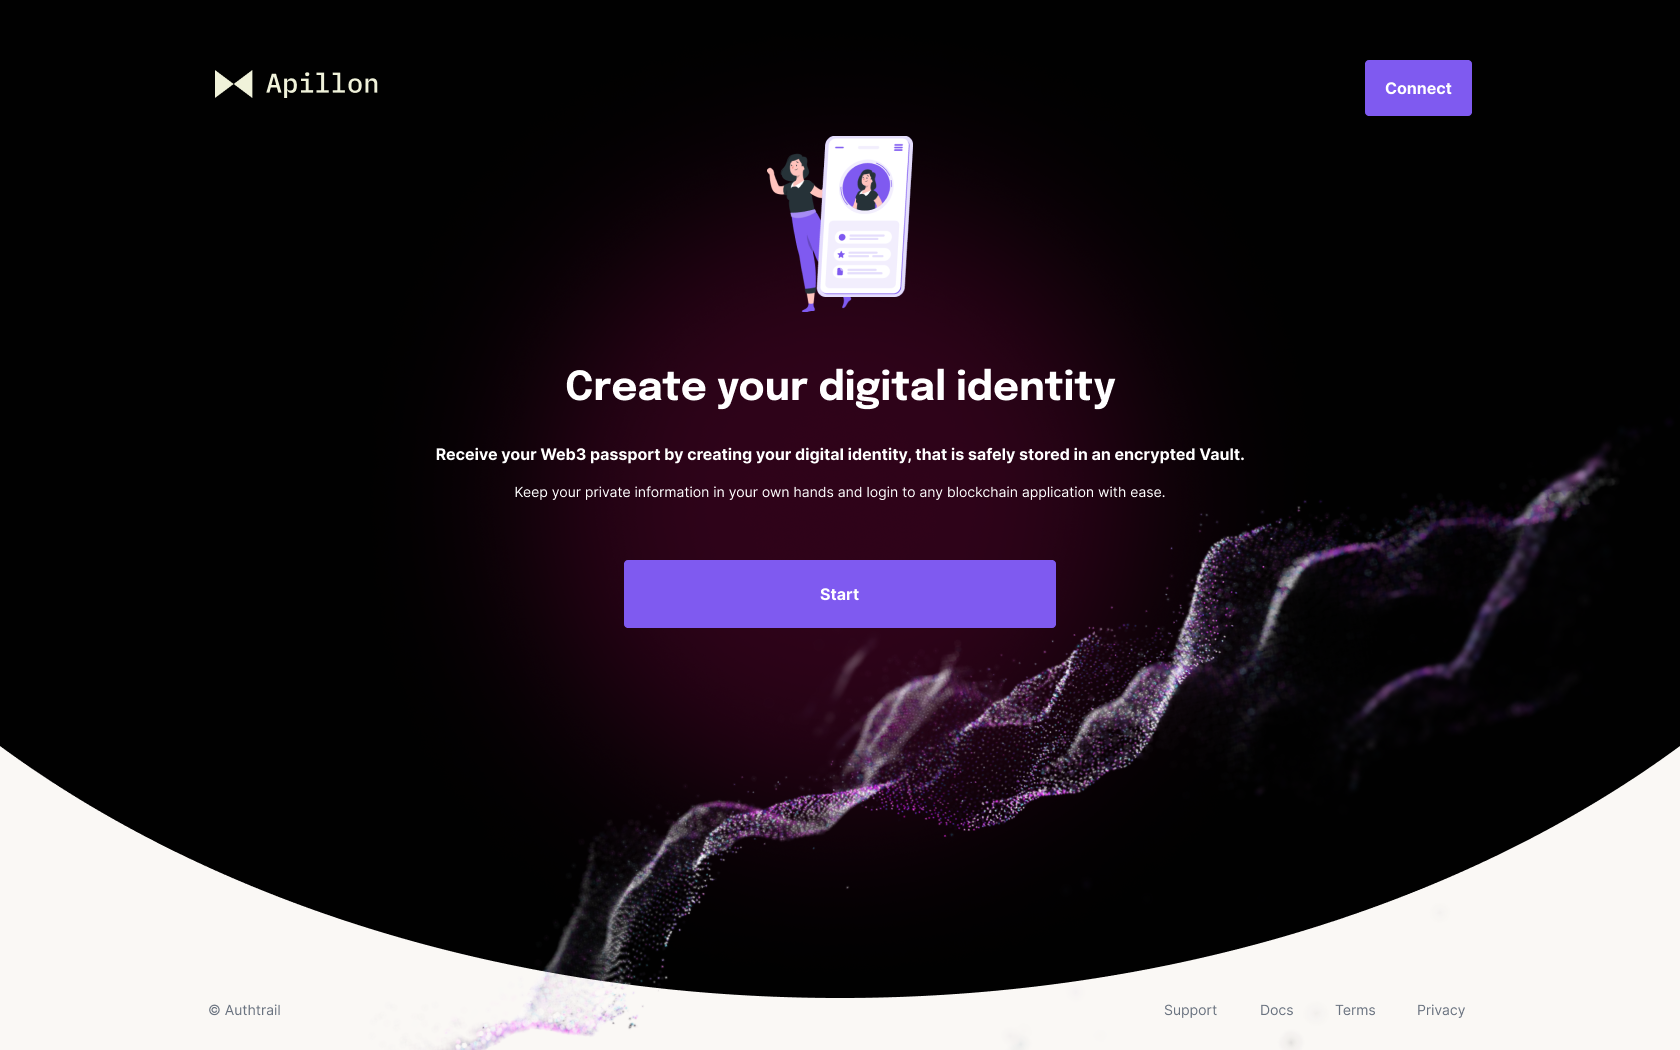 Apillon
Connect
Create your digital identity
Receive your Web3 passport by creating your digital identity, that is safely stored in an encrypted Vault.
Keep your private information in your own hands and login to any blockchain application with ease.
Start
© Authtrail
Support
Docs
Terms
Privacy